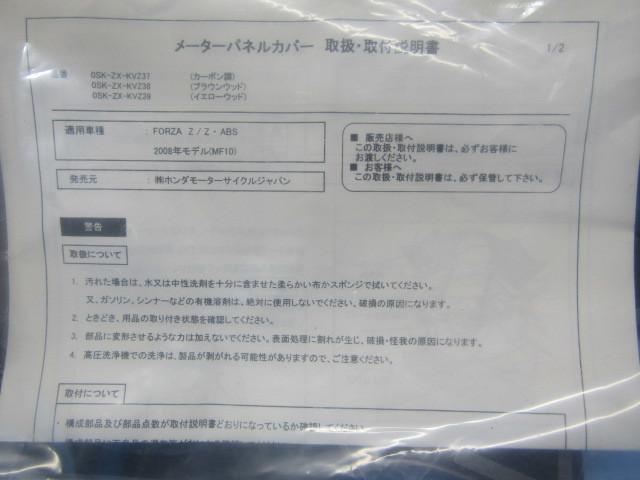 メーターパネルカバー 取扱・取付説明書
1/2
品番 0SK-ZX-KVZ37 (カーボン調)
0SK-ZX-KVZ38 (ブラウンウッド)
0SK-ZX-KVZ39 (イエローウッド)
適用車種 : FORZA Z/Z・ABS
2008年モデル(MF10)
発売元 : ㈱ホンダモーターサイクルジャパン
■ 販売店様へ
この取扱・取付説明書は、必ずお客様に
お渡しください。
■ お客様へ
この取扱・取付説明書は、必ず保管して下さい。
警告
取扱について
1. 汚れた場合は、水又は中性洗剤を十分に含ませた柔らかい布かスポンジで拭いてください。
又、ガソリン、シンナーなどの有機溶剤は、絶対に使用しないでください。破損の原因になります。
2. ときどき、用品の取り付き状態を確認してください。
3. 部品に変形させるような力は加えないでください。表面処理に割れが生じ、破損・怪我の原因になります。
4. 高圧洗浄機での洗浄は、製品が剥がれる可能性がありますので、ご注意ください。
取付について
・構成部品及び部品点数が取付説明書どおりになっているか確認してください。